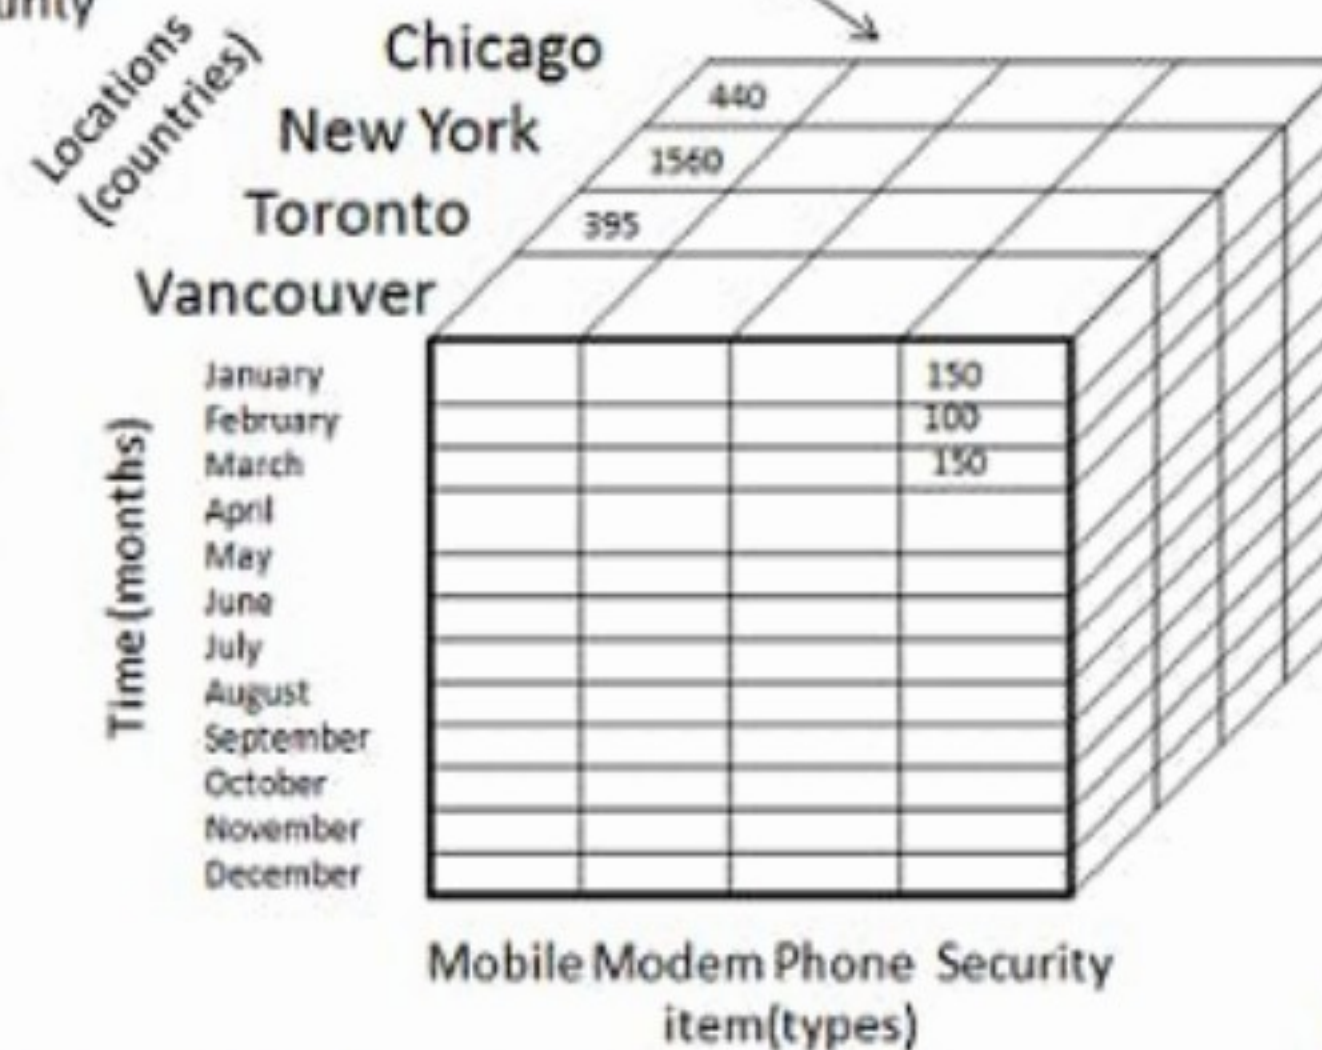 Locations
(countries)
Chicago
New York
Toronto
Vancouver
440
1560
395
January
February
March
April
May
June
July
August
September
October
November
December
Time (months)
150
100
150
Mobile Modem Phone Security
item(types)